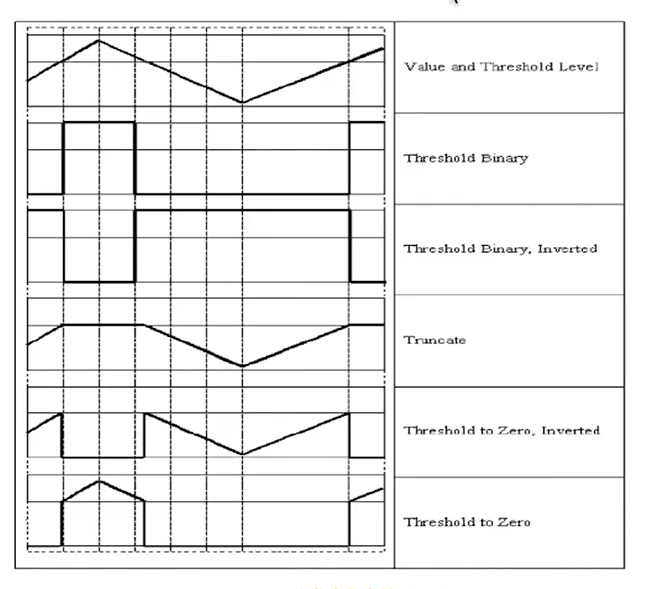 Value and Threshold Level
Threshold Binary
Threshold Binary, Inverted
Truncate
Threshold to Zero, Inverted
Threshold to Zero